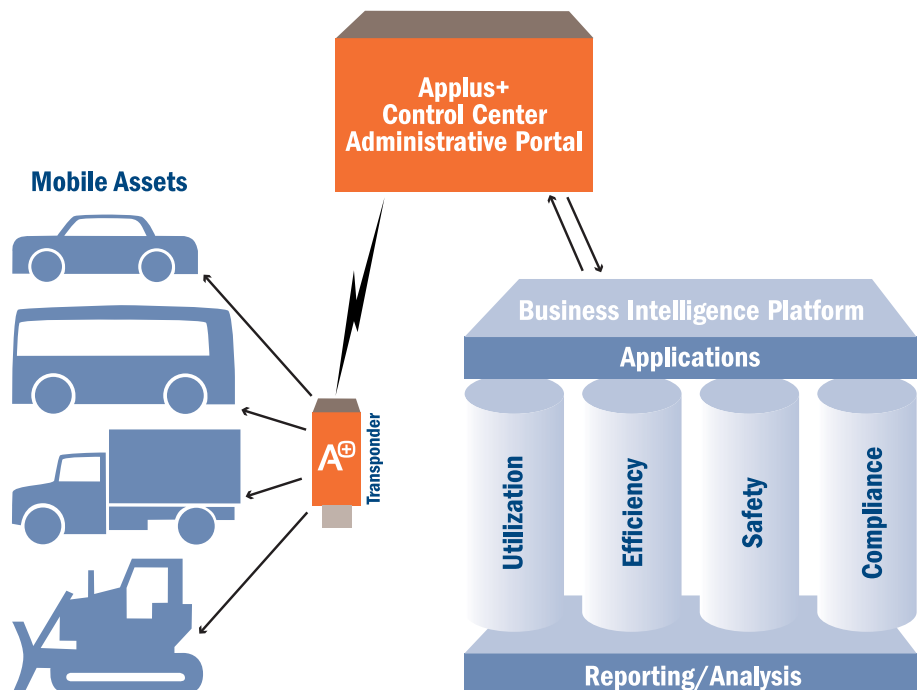 Applus+
Control Center
Administrative Portal
Mobile Assets
Business Intelligence Platform
Applications
A+
Transponder
Utilization
Efficiency
Safety
Compliance
Reporting/Analysis